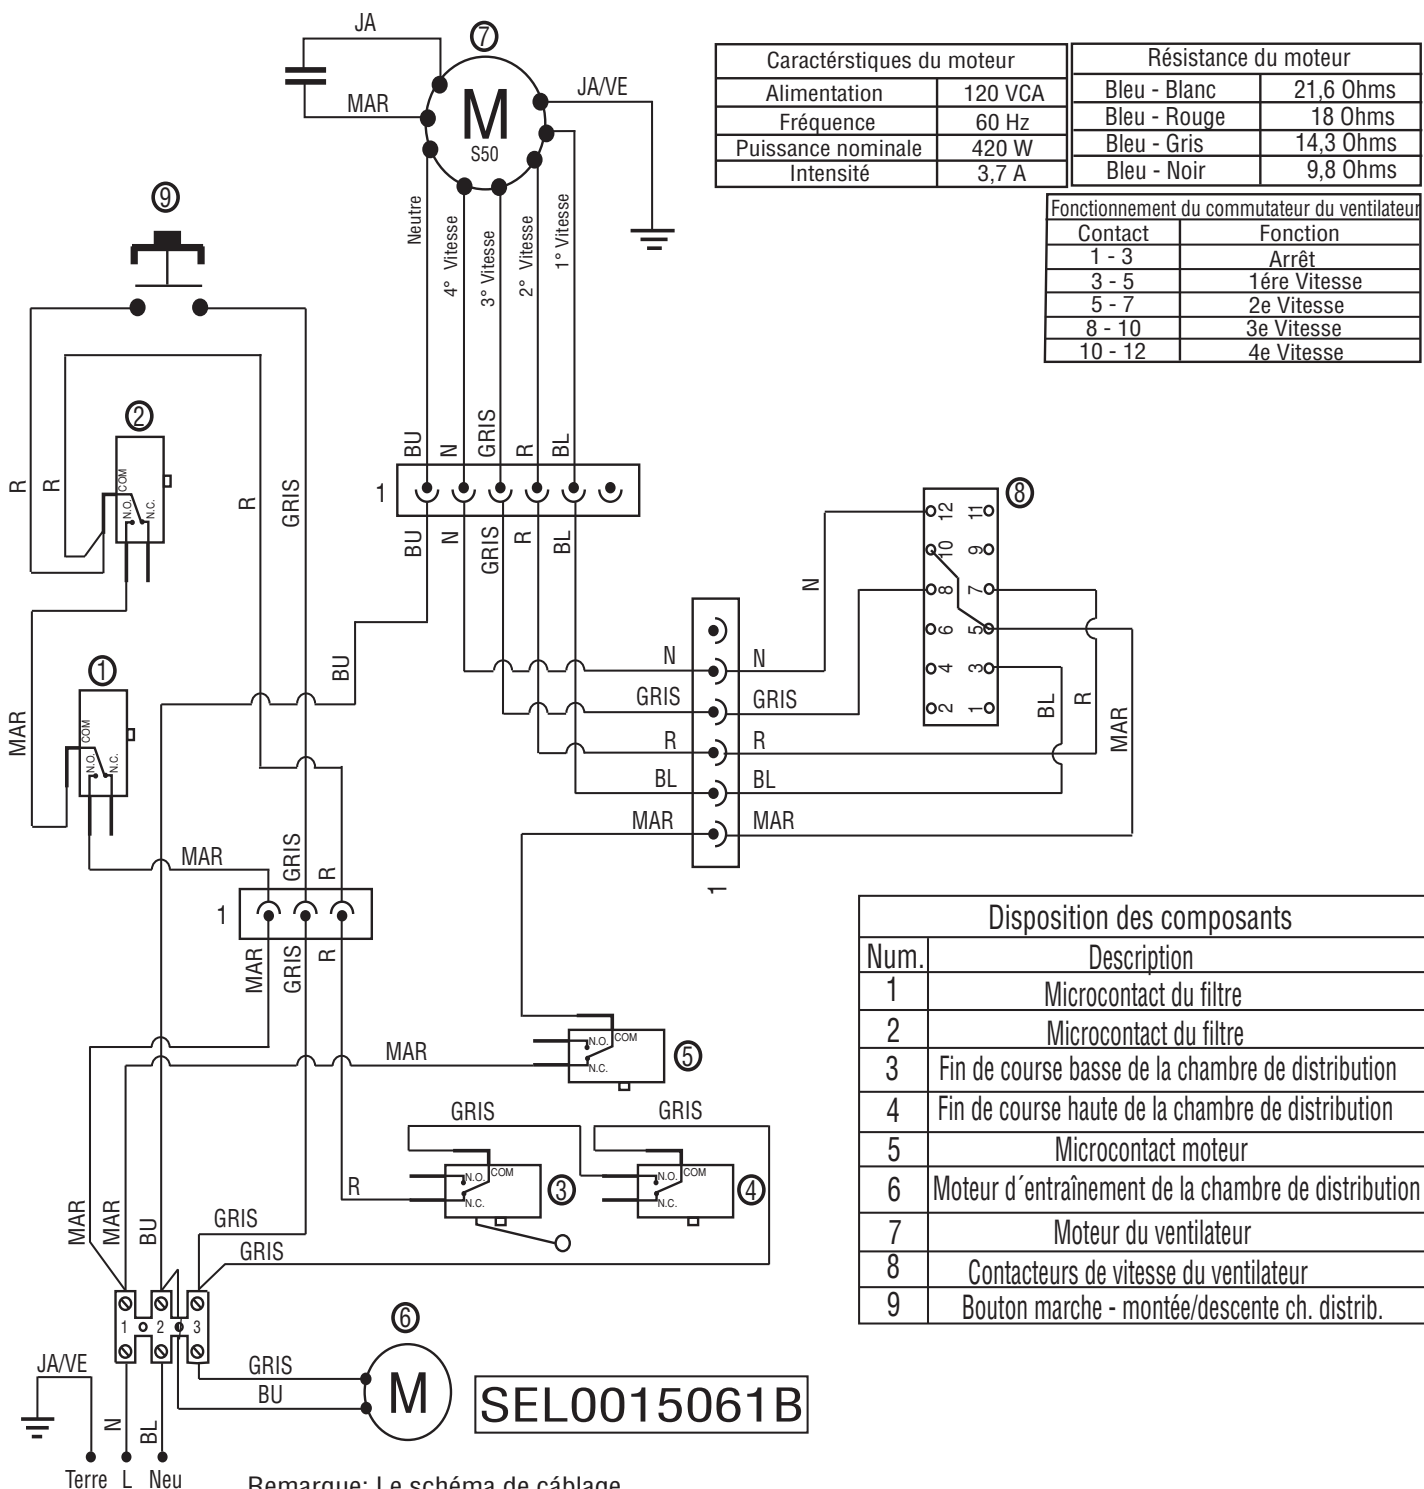 JA
7
MAR
M
S50
JA/VE
Caractérstiques du moteur
Alimentation 120 VCA
Fréquence 60 Hz
Puissance nominale 420 W
Intensité 3,7 A
Résistance du moteur
Bleu - Blanc 21,6 Ohms
Bleu - Rouge 18 Ohms
Bleu - Gris 14,3 Ohms
Bleu - Noir 9,8 Ohms
Fonctionnement du commutateur du ventilateur
Contact Fonction
1 - 3 Arrêt
3 - 5 1ére Vitesse
5 - 7 2e Vitesse
8 - 10 3e Vitesse
10 - 12 4e Vitesse
9
Neutre
4° Vitesse
3° Vitesse
2° Vitesse
1° Vitesse
2
R
R
COM
N.O.
N.C.
R
GRIS
BU
N
GRIS
R
BL
1
BU
N
GRIS
R
BL
8
12 11
10 9
8 7
6 5
4 3
2 1
N
BL
R
MAR
N N
GRIS GRIS
R R
BL BL
MAR MAR
1
BU
1
MAR
COM
N.O.
N.C.
MAR
GRIS
R
1
MAR
GRIS
R
MAR
N.O.
COM
N.C.
5
GRIS
GRIS
R
N.O.
COM
N.C.
3
N.O.
COM
N.C.
4
MAR
MAR
BU
GRIS
GRIS
1 2 3
6
M
GRIS
BU
SEL0015061B
JA/VE
N
BL
Terre L Neu
Disposition des composants
Num. Description
1 Microcontact du filtre
2 Microcontact du filtre
3 Fin de course basse de la chambre de distribution
4 Fin de course haute de la chambre de distribution
5 Microcontact moteur
6 Moteur d´entraînement de la chambre de distribution
7 Moteur du ventilateur
8 Contacteurs de vitesse du ventilateur
9 Bouton marche - montée/descente ch. distrib.
Remarque: Le schéma de câblage